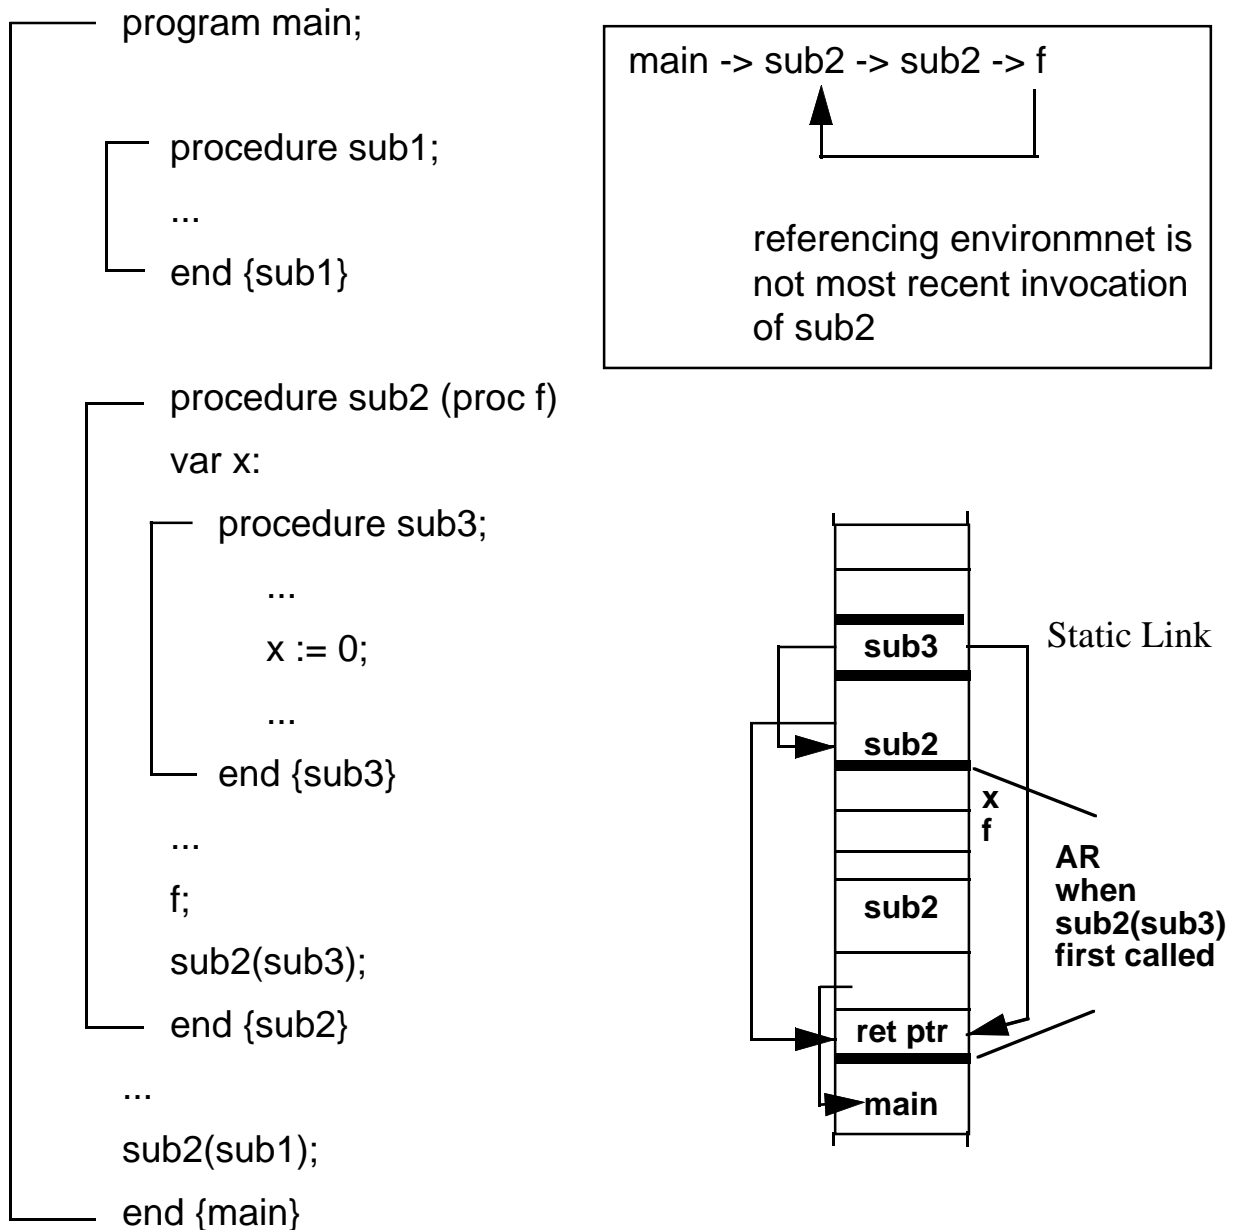 program main;
procedure sub1;
...
end {sub1}
procedure sub2 (proc f)
var x:
procedure sub3;
...
x := 0;
...
end {sub3}
...
f;
sub2(sub3);
end {sub2}
...
sub2(sub1);
end {main}
main -> sub2 -> sub2 -> f
referencing environmnet is
not most recent invocation
of sub2
sub3
Static Link
sub2
x
f
AR
when
sub2(sub3)
first called
sub2
ret ptr
main